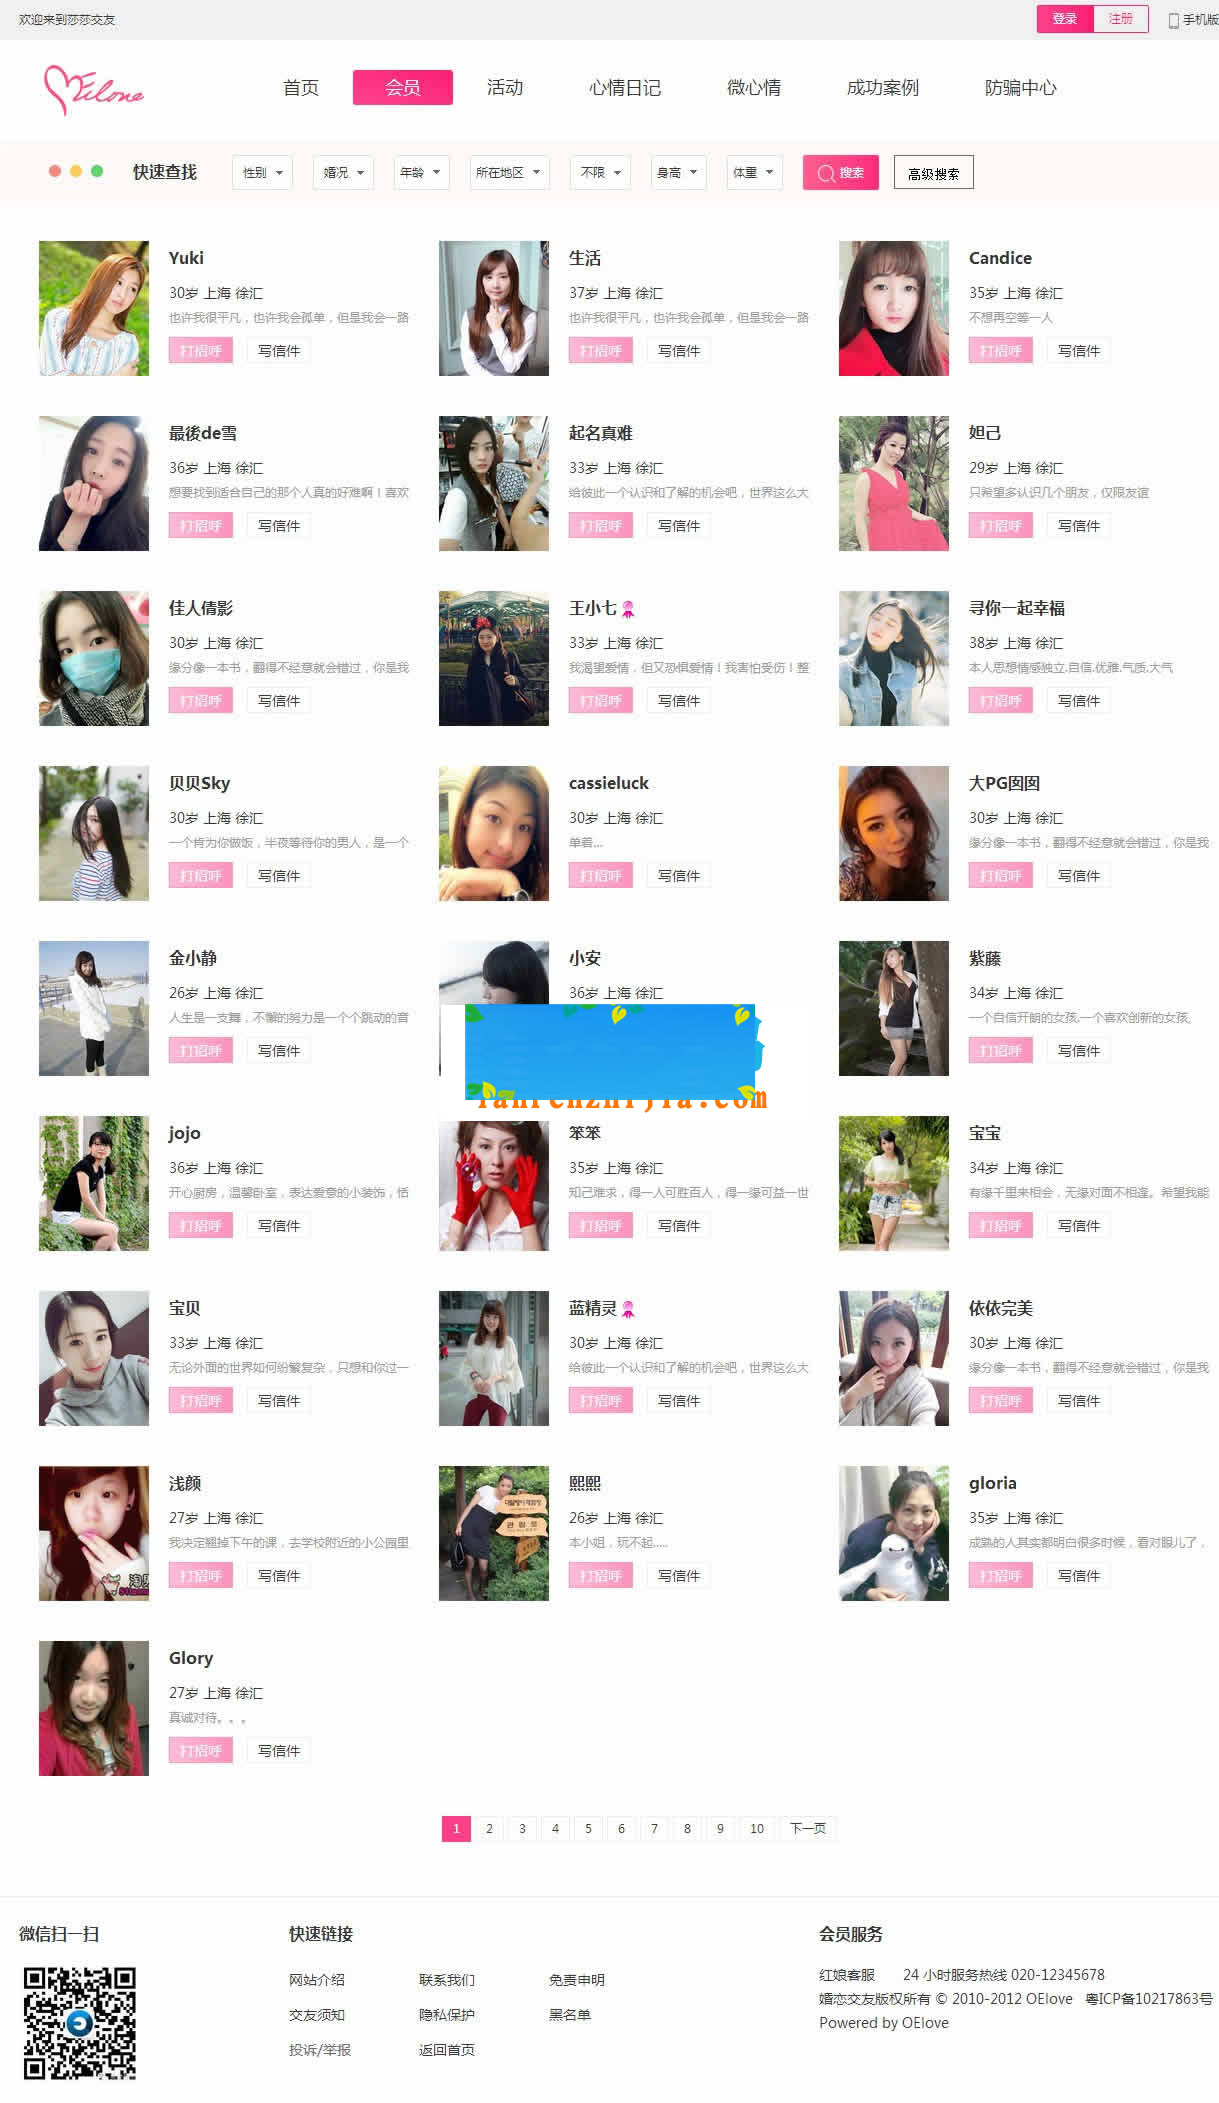 欢迎来到莎莎交友
登录 注册 手机版
OElove
首页 会员 活动 心情日记 微心情 成功案例 防骗中心
快速查找 性别 婚况 年龄 所在地区 不限 身高 体重 搜索 高级搜索
Yuki
30岁 上海 徐汇
也许我很平凡，也许我会孤单，但是我会一路
打招呼 写信件
生活
37岁 上海 徐汇
也许我很平凡，也许我会孤单，但是我会一路
打招呼 写信件
Candice
35岁 上海 徐汇
不想再空等一人
打招呼 写信件
最後de雪
36岁 上海 徐汇
想要找到适合自己的那个人真的好难啊！喜欢
打招呼 写信件
起名真难
33岁 上海 徐汇
给彼此一个认识和了解的机会吧，世界这么大
打招呼 写信件
妲己
29岁 上海 徐汇
只希望多认识几个朋友，仅限友谊
打招呼 写信件
佳人倩影
30岁 上海 徐汇
缘分像一本书，翻得不经意就会错过，你是我
打招呼 写信件
王小七
33岁 上海 徐汇
我渴望爱情，但又恐惧爱情！我害怕受伤！整
打招呼 写信件
寻你一起幸福
38岁 上海 徐汇
本人思想情感独立.自信.优雅.气质.大气
打招呼 写信件
贝贝Sky
30岁 上海 徐汇
一个肯为你做饭，半夜等待你的男人，是一个
打招呼 写信件
cassieluck
30岁 上海 徐汇
单着...
打招呼 写信件
大PG囡囡
30岁 上海 徐汇
缘分像一本书，翻得不经意就会错过，你是我
打招呼 写信件
金小静
26岁 上海 徐汇
人生是一支舞，不懈的努力是一个个跳动的音
打招呼 写信件
小安
36岁 上海 徐汇
紫藤
34岁 上海 徐汇
一个自信开朗的女孩.一个喜欢创新的女孩,
打招呼 写信件
lanrenzhijia.com
jojo
36岁 上海 徐汇
开心厨房，温馨卧室，表达爱意的小装饰，恬
打招呼 写信件
笨笨
35岁 上海 徐汇
知己难求，得一人可胜百人，得一缘可益一世
打招呼 写信件
宝宝
34岁 上海 徐汇
有缘千里来相会，无缘对面不相逢。希望我能
打招呼 写信件
宝贝
33岁 上海 徐汇
无论外面的世界如何纷繁复杂，只想和你过一
打招呼 写信件
蓝精灵
30岁 上海 徐汇
给彼此一个认识和了解的机会吧，世界这么大
打招呼 写信件
依依完美
30岁 上海 徐汇
缘分像一本书，翻得不经意就会错过，你是我
打招呼 写信件
浅颜
27岁 上海 徐汇
我决定翘掉下午的课，去学校附近的小公园里
打招呼 写信件
熙熙
26岁 上海 徐汇
本小姐，玩不起.....
打招呼 写信件
gloria
35岁 上海 徐汇
成熟的人其实都明白很多时候，看对眼儿了，
打招呼 写信件
Glory
27岁 上海 徐汇
真诚对待。。。
打招呼 写信件
1 2 3 4 5 6 7 8 9 10 下一页
微信扫一扫
快速链接
网站介绍 联系我们 免责申明
交友须知 隐私保护 黑名单
投诉/举报 返回首页
会员服务
红娘客服 24 小时服务热线 020-12345678
婚恋交友版权所有 © 2010-2012 OElove 粤ICP备10217863号
Powered by OElove